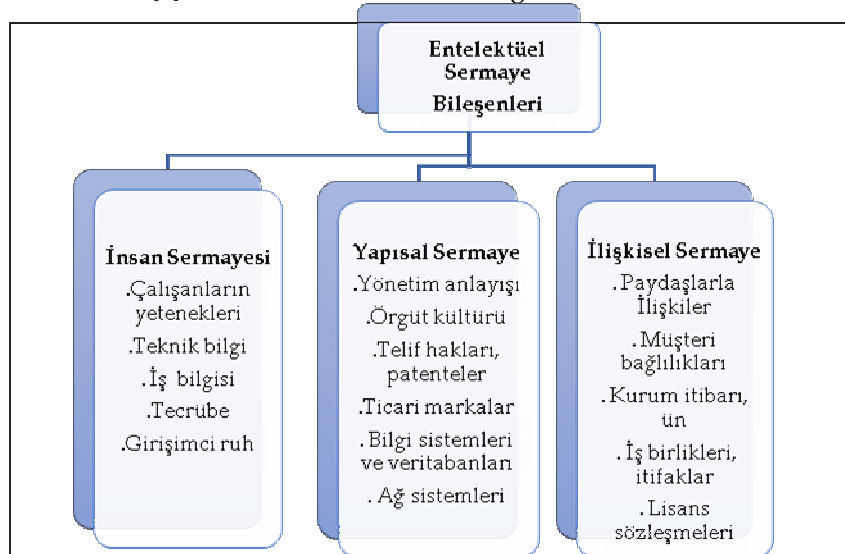 Entelektüel
Sermaye
Bileşenleri
İnsan Sermayesi
.Çalışanların
yetenekleri
.Teknik bilgi
.İş bilgisi
.Tecrübe
.Girişimci ruh
Yapısal Sermaye
.Yönetim anlayışı
.Örgüt kültürü
.Telif hakları,
patenteler
.Ticari markalar
.Bilgi sistemleri
ve veritabanları
. Ağ sistemleri
İlişkisel Sermaye
. Paydaşlarla
İlişkiler
. Müşteri
bağlılıkları
. Kurum itibarı,
ün
. İş birlikleri,
itifaklar
. Lisans
sözleşmeleri